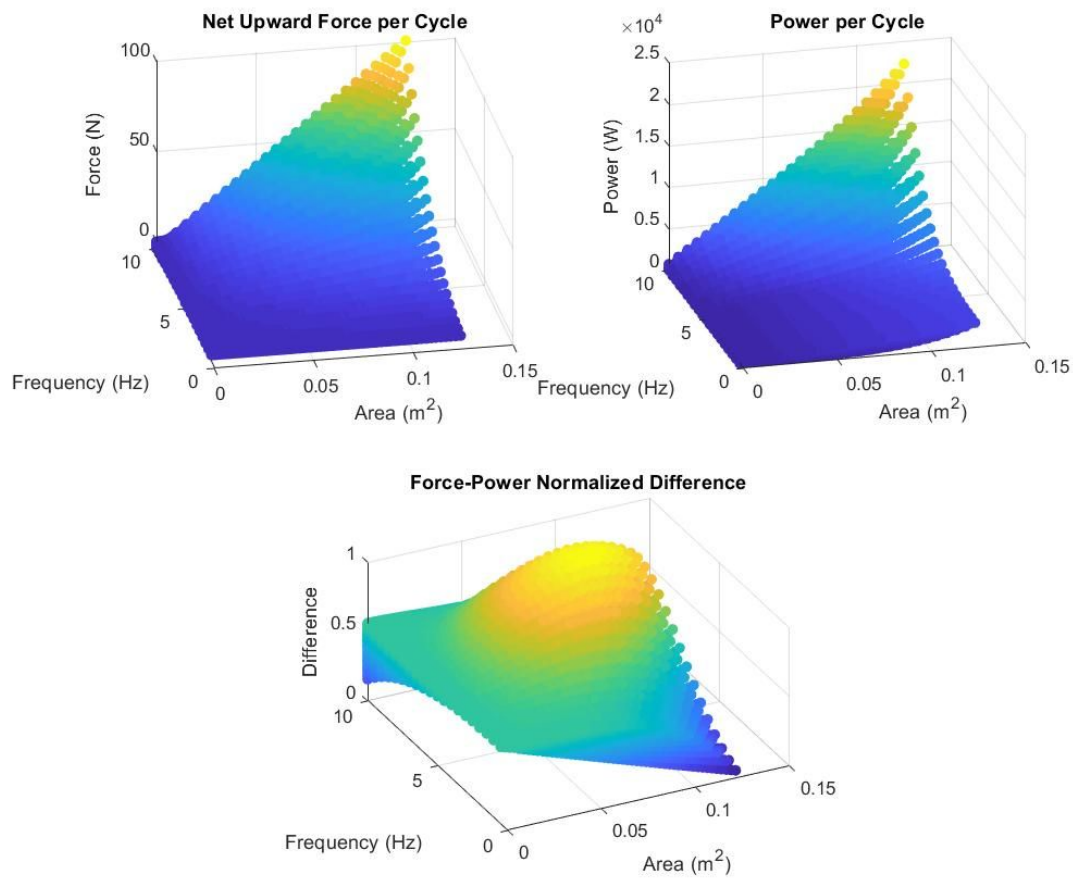 Net Upward Force per Cycle
100
50
0
Force (N)
10
5
0
Frequency (Hz)
0
0.05
0.1
0.15
Area (m²)
Power per Cycle
×10⁴
2.5
2
1.5
1
0.5
0
Power (W)
10
5
0
Frequency (Hz)
0
0.05
0.1
0.15
Area (m²)
Force-Power Normalized Difference
1
0.5
0
Difference
10
5
0
Frequency (Hz)
0
0.05
0.1
0.15
Area (m²)